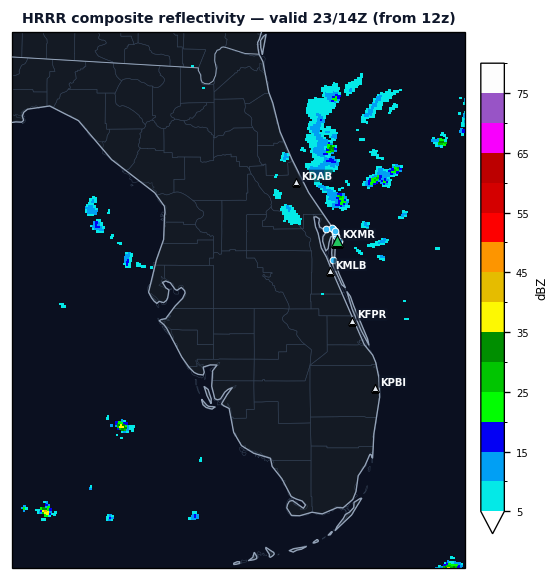 HRRR composite reflectivity — valid 23/14Z (from 12z)
75
65
55
45
35
25
15
5
dBZ
KDAB
KXMR
KMLB
KFPR
KPBI